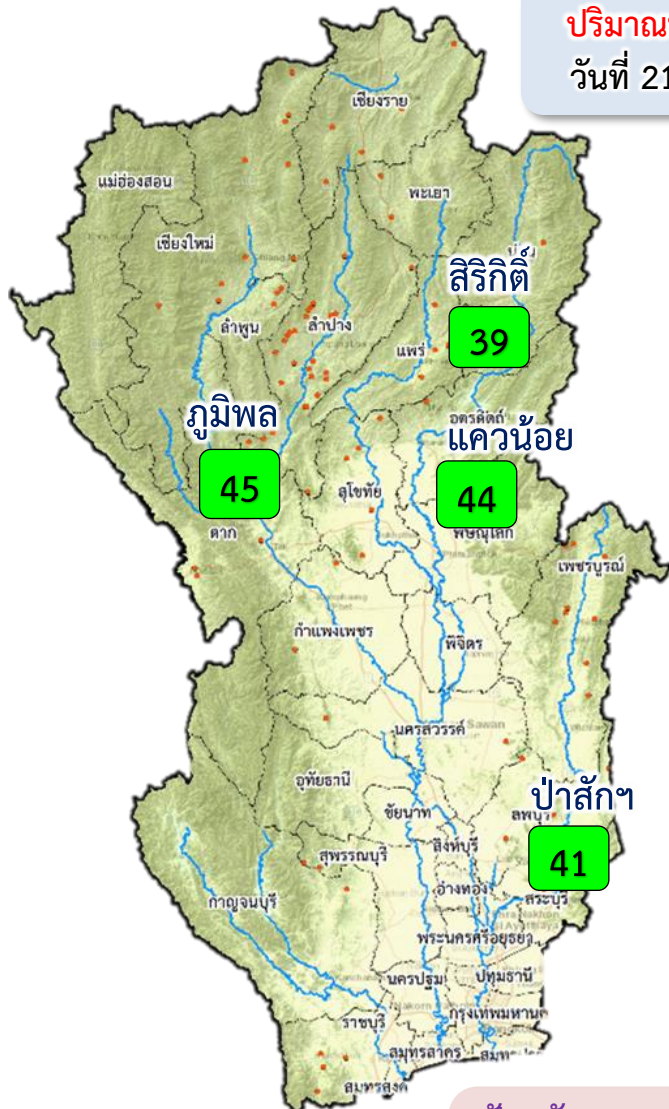 ปริมาณ
วันที่ 21
เชียงราย
แม่ฮ่องสอน
พะเยา
เชียงใหม่
น่าน
สิริกิติ์
39
ลำพูน
ลำปาง
แพร่
ภูมิพล
45
อุตรดิตถ์
แควน้อย
44
สุโขทัย
ตาก
พิษณุโลก
เพชรบูรณ์
กำแพงเพชร
พิจิตร
นครสวรรค์
Sawan
อุทัยธานี
ป่าสักฯ
41
ชัยนาท
ลพบุรี
สิงห์บุรี
สุพรรณบุรี
อ่างทอง
สระบุรี
กาญจนบุรี
พระนครศรีอยุธยา
นครปฐม
ปทุมธานี
ราชบุรี
กรุงเทพมหานค
สมุทรสาคร
สมุท
สมุทรสงค